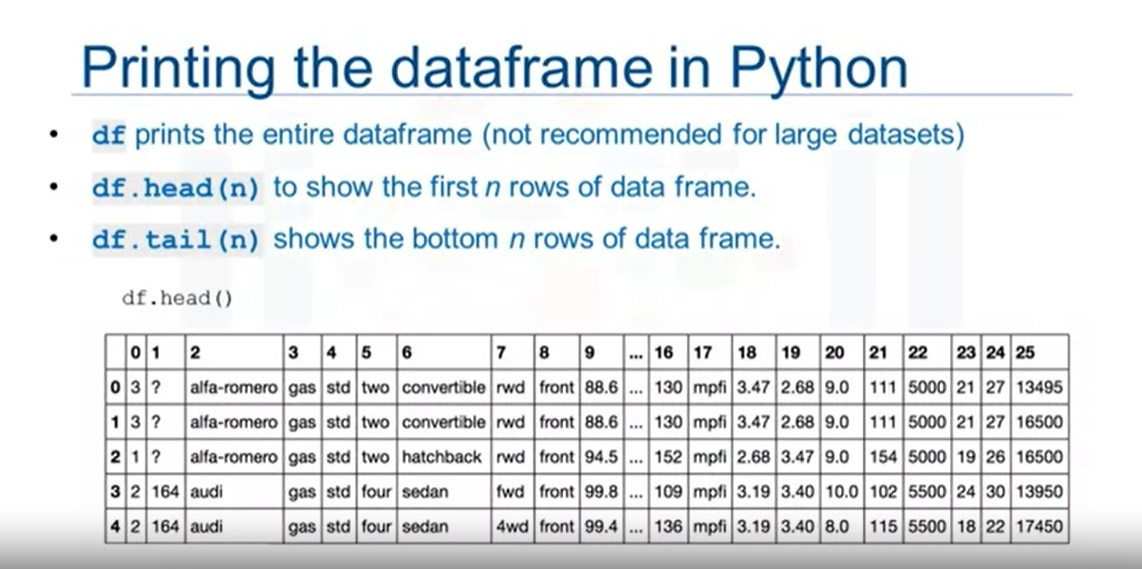 Printing the dataframe in Python
• df prints the entire dataframe (not recommended for large datasets)
• df.head(n) to show the first n rows of data frame.
• df.tail(n) shows the bottom n rows of data frame.
df.head()
0 1 2 3 4 5 6 7 8 9 ... 16 17 18 19 20 21 22 23 24 25
0 3 ? alfa-romero gas std two convertible rwd front 88.6 ... 130 mpfi 3.47 2.68 9.0 111 5000 21 27 13495
1 3 ? alfa-romero gas std two convertible rwd front 88.6 ... 130 mpfi 3.47 2.68 9.0 111 5000 21 27 16500
2 1 ? alfa-romero gas std two hatchback rwd front 94.5 ... 152 mpfi 2.68 3.47 9.0 154 5000 19 26 16500
3 2 164 audi gas std four sedan fwd front 99.8 ... 109 mpfi 3.19 3.40 10.0 102 5500 24 30 13950
4 2 164 audi gas std four sedan 4wd front 99.4 ... 136 mpfi 3.19 3.40 8.0 115 5500 18 22 17450